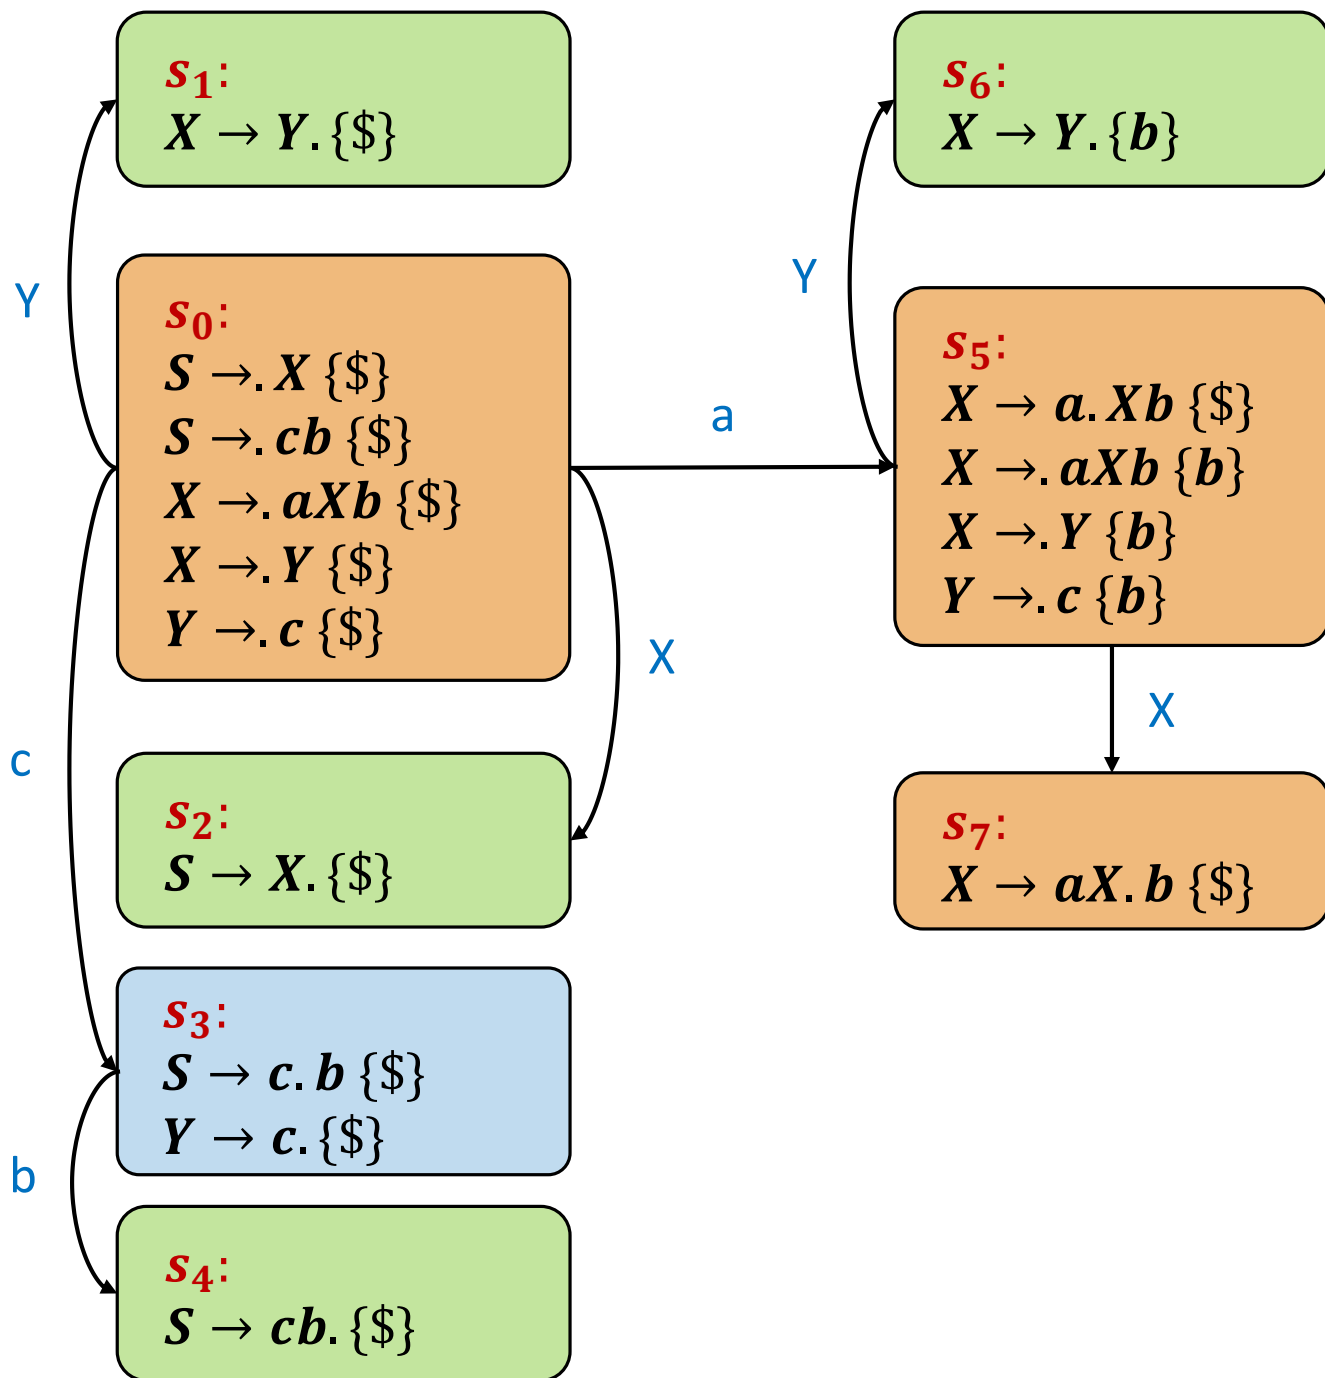 s₁:
X → Y. {$}
Y
s₀:
S →. X {$}
S →. cb {$}
X →. aXb {$}
X →. Y {$}
Y →. c {$}
a
X
c
s₂:
S → X. {$}
s₃:
S → c. b {$}
Y → c. {$}
b
s₄:
S → cb. {$}
s₆:
X → Y. {b}
Y
s₅:
X → a. Xb {$}
X →. aXb {b}
X →. Y {b}
Y →. c {b}
X
s₇:
X → aX. b {$}